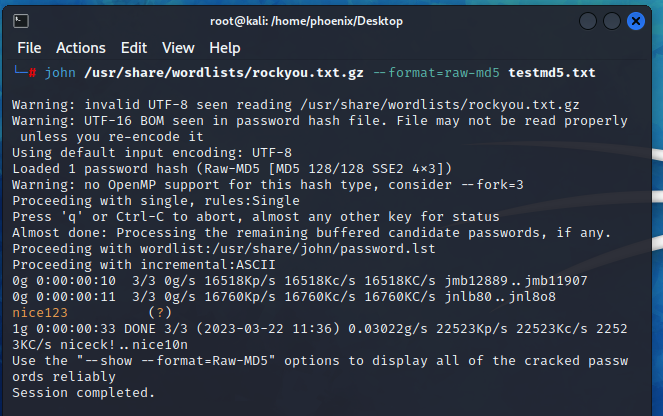 root@kali: /home/phoenix/Desktop
File Actions Edit View Help
└─# john /usr/share/wordlists/rockyou.txt.gz --format=raw-md5 testmd5.txt
Warning: invalid UTF-8 seen reading /usr/share/wordlists/rockyou.txt.gz
Warning: UTF-16 BOM seen in password hash file. File may not be read properly
unless you re-encode it
Using default input encoding: UTF-8
Loaded 1 password hash (Raw-MD5 [MD5 128/128 SSE2 4×3])
Warning: no OpenMP support for this hash type, consider --fork=3
Proceeding with single, rules:Single
Press 'q' or Ctrl-C to abort, almost any other key for status
Almost done: Processing the remaining buffered candidate passwords, if any.
Proceeding with wordlist:/usr/share/john/password.lst
Proceeding with incremental:ASCII
0g 0:00:00:10 3/3 0g/s 16518Kp/s 16518Kc/s 16518KC/s jmb12889..jmb11907
0g 0:00:00:11 3/3 0g/s 16760Kp/s 16760Kc/s 16760KC/s jnlb80..jnl8o8
nice123 (?)
1g 0:00:00:33 DONE 3/3 (2023-03-22 11:36) 0.03022g/s 22523Kp/s 22523Kc/s 2252
3KC/s niceck!..nice10n
Use the "--show --format=Raw-MD5" options to display all of the cracked passw
ords reliably
Session completed.